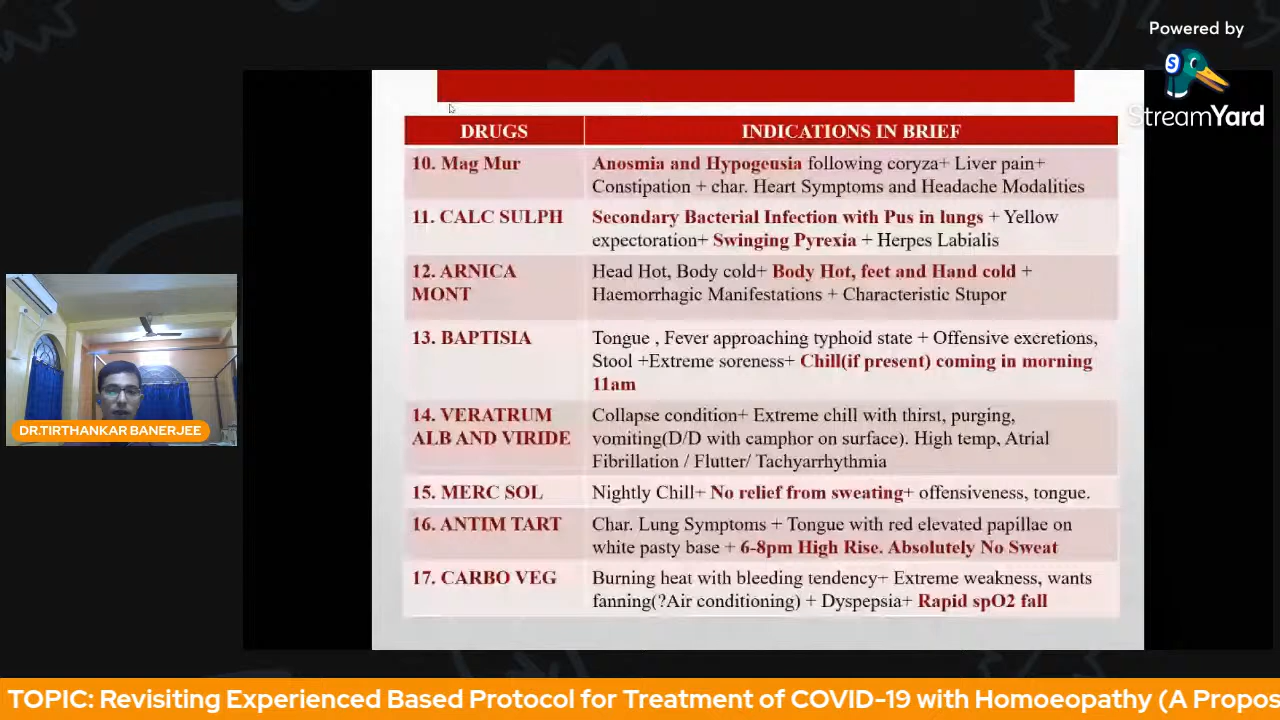 Powered by
S
StreamYard
DRUGS INDICATIONS IN BRIEF
10. Mag Mur Anosmia and Hypogeusia following coryza+ Liver pain+
Constipation + char. Heart Symptoms and Headache Modalities
11. CALC SULPH Secondary Bacterial Infection with Pus in lungs + Yellow
expectoration+ Swinging Pyrexia + Herpes Labialis
12. ARNICA Head Hot, Body cold+ Body Hot, feet and Hand cold +
MONT Haemorrhagic Manifestations + Characteristic Stupor
13. BAPTISIA Tongue , Fever approaching typhoid state + Offensive excretions,
Stool +Extreme soreness+ Chill(if present) coming in morning
11am
14. VERATRUM Collapse condition+ Extreme chill with thirst, purging,
ALB AND VIRIDE vomiting(D/D with camphor on surface). High temp, Atrial
Fibrillation / Flutter/ Tachyarrhythmia
15. MERC SOL Nightly Chill+ No relief from sweating+ offensiveness, tongue.
16. ANTIM TART Char. Lung Symptoms + Tongue with red elevated papillae on
white pasty base + 6-8pm High Rise. Absolutely No Sweat
17. CARBO VEG Burning heat with bleeding tendency+ Extreme weakness, wants
fanning(?Air conditioning) + Dyspepsia+ Rapid spO2 fall
DR.TIRTHANKAR BANERJEE
TOPIC: Revisiting Experienced Based Protocol for Treatment of COVID-19 with Homoeopathy (A Propos